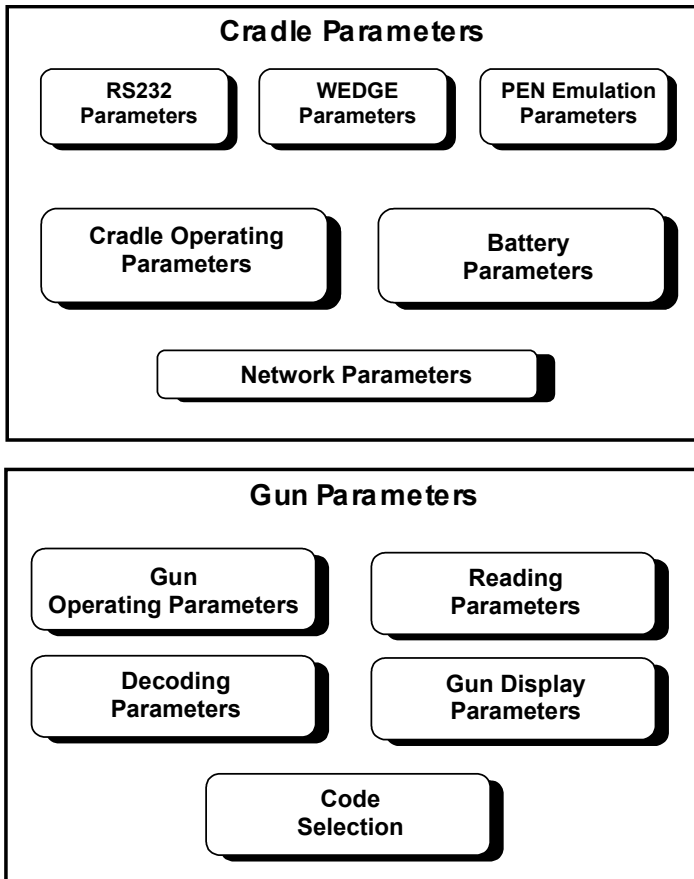 Cradle Parameters
RS232
Parameters
WEDGE
Parameters
PEN Emulation
Parameters
Cradle Operating
Parameters
Battery
Parameters
Network Parameters
Gun Parameters
Gun
Operating Parameters
Reading
Parameters
Decoding
Parameters
Gun Display
Parameters
Code
Selection